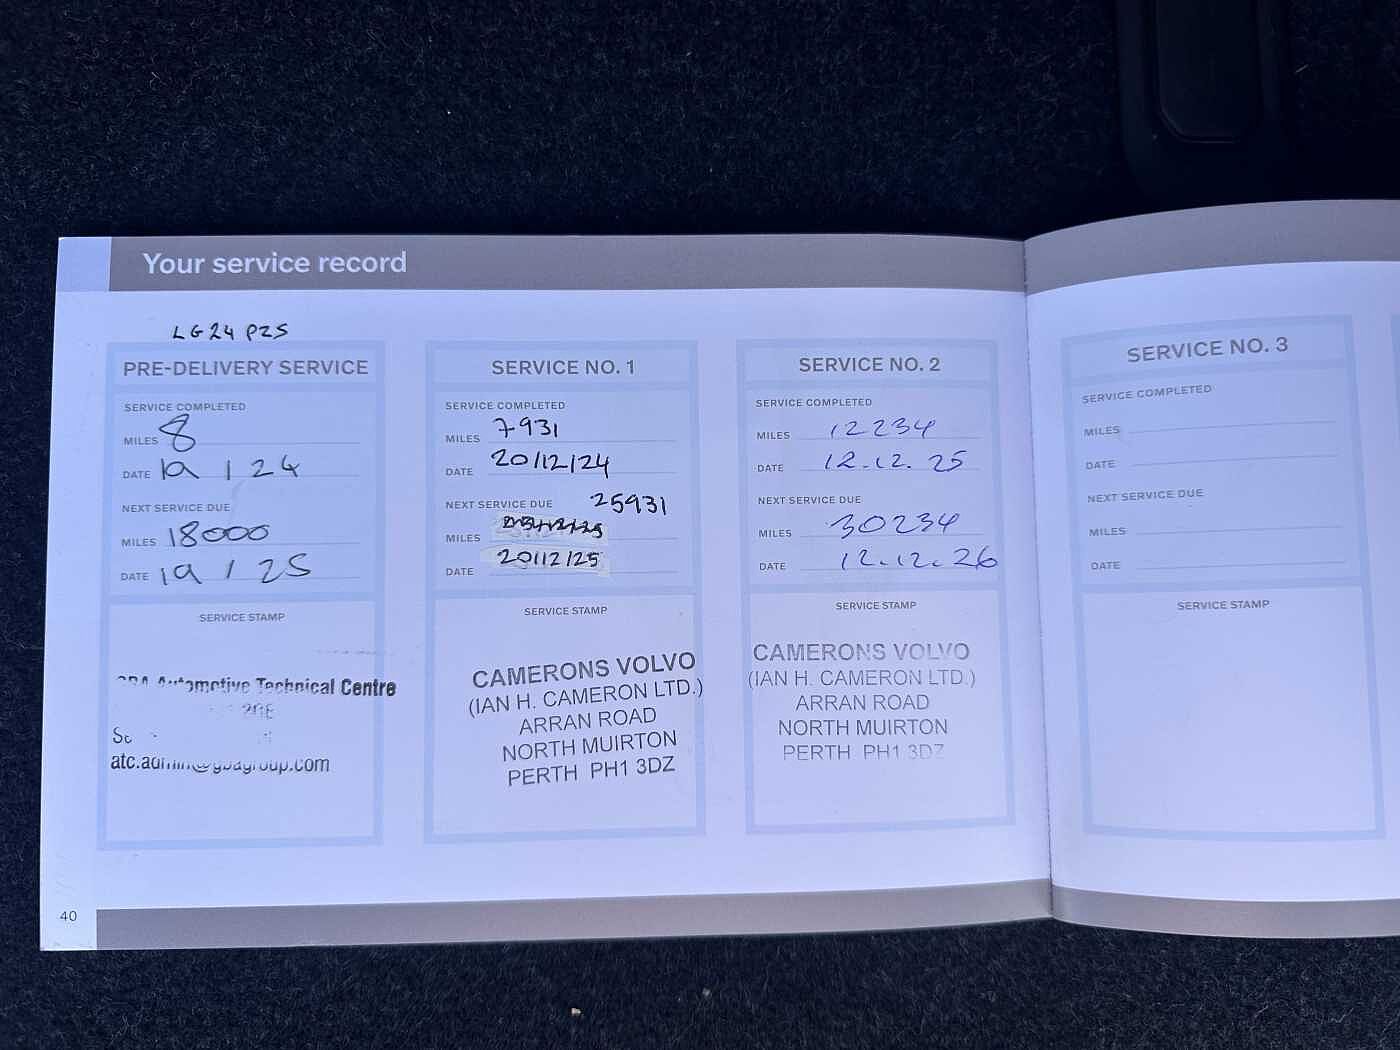 Your service record
LG24 PZS
PRE-DELIVERY SERVICE
SERVICE COMPLETED
MILES 8
DATE 19 / 24
NEXT SERVICE DUE
MILES 18000
DATE 19 / 25
SERVICE STAMP
Automotive Technical Centre
atc.admin@gbagroup.com
SERVICE NO. 1
SERVICE COMPLETED
MILES 7931
DATE 20/12/24
NEXT SERVICE DUE 25931
MILES
DATE 20/12/25
SERVICE STAMP
CAMERONS VOLVO
(IAN H. CAMERON LTD.)
ARRAN ROAD
NORTH MUIRTON
PERTH PH1 3DZ
SERVICE NO. 2
SERVICE COMPLETED
MILES 12234
DATE 12.12.25
NEXT SERVICE DUE
MILES 30234
DATE 12.12.26
SERVICE STAMP
CAMERONS VOLVO
(IAN H. CAMERON LTD.)
ARRAN ROAD
NORTH MUIRTON
PERTH PH1 3DZ
SERVICE NO. 3
SERVICE COMPLETED
MILES
DATE
NEXT SERVICE DUE
MILES
DATE
SERVICE STAMP
40